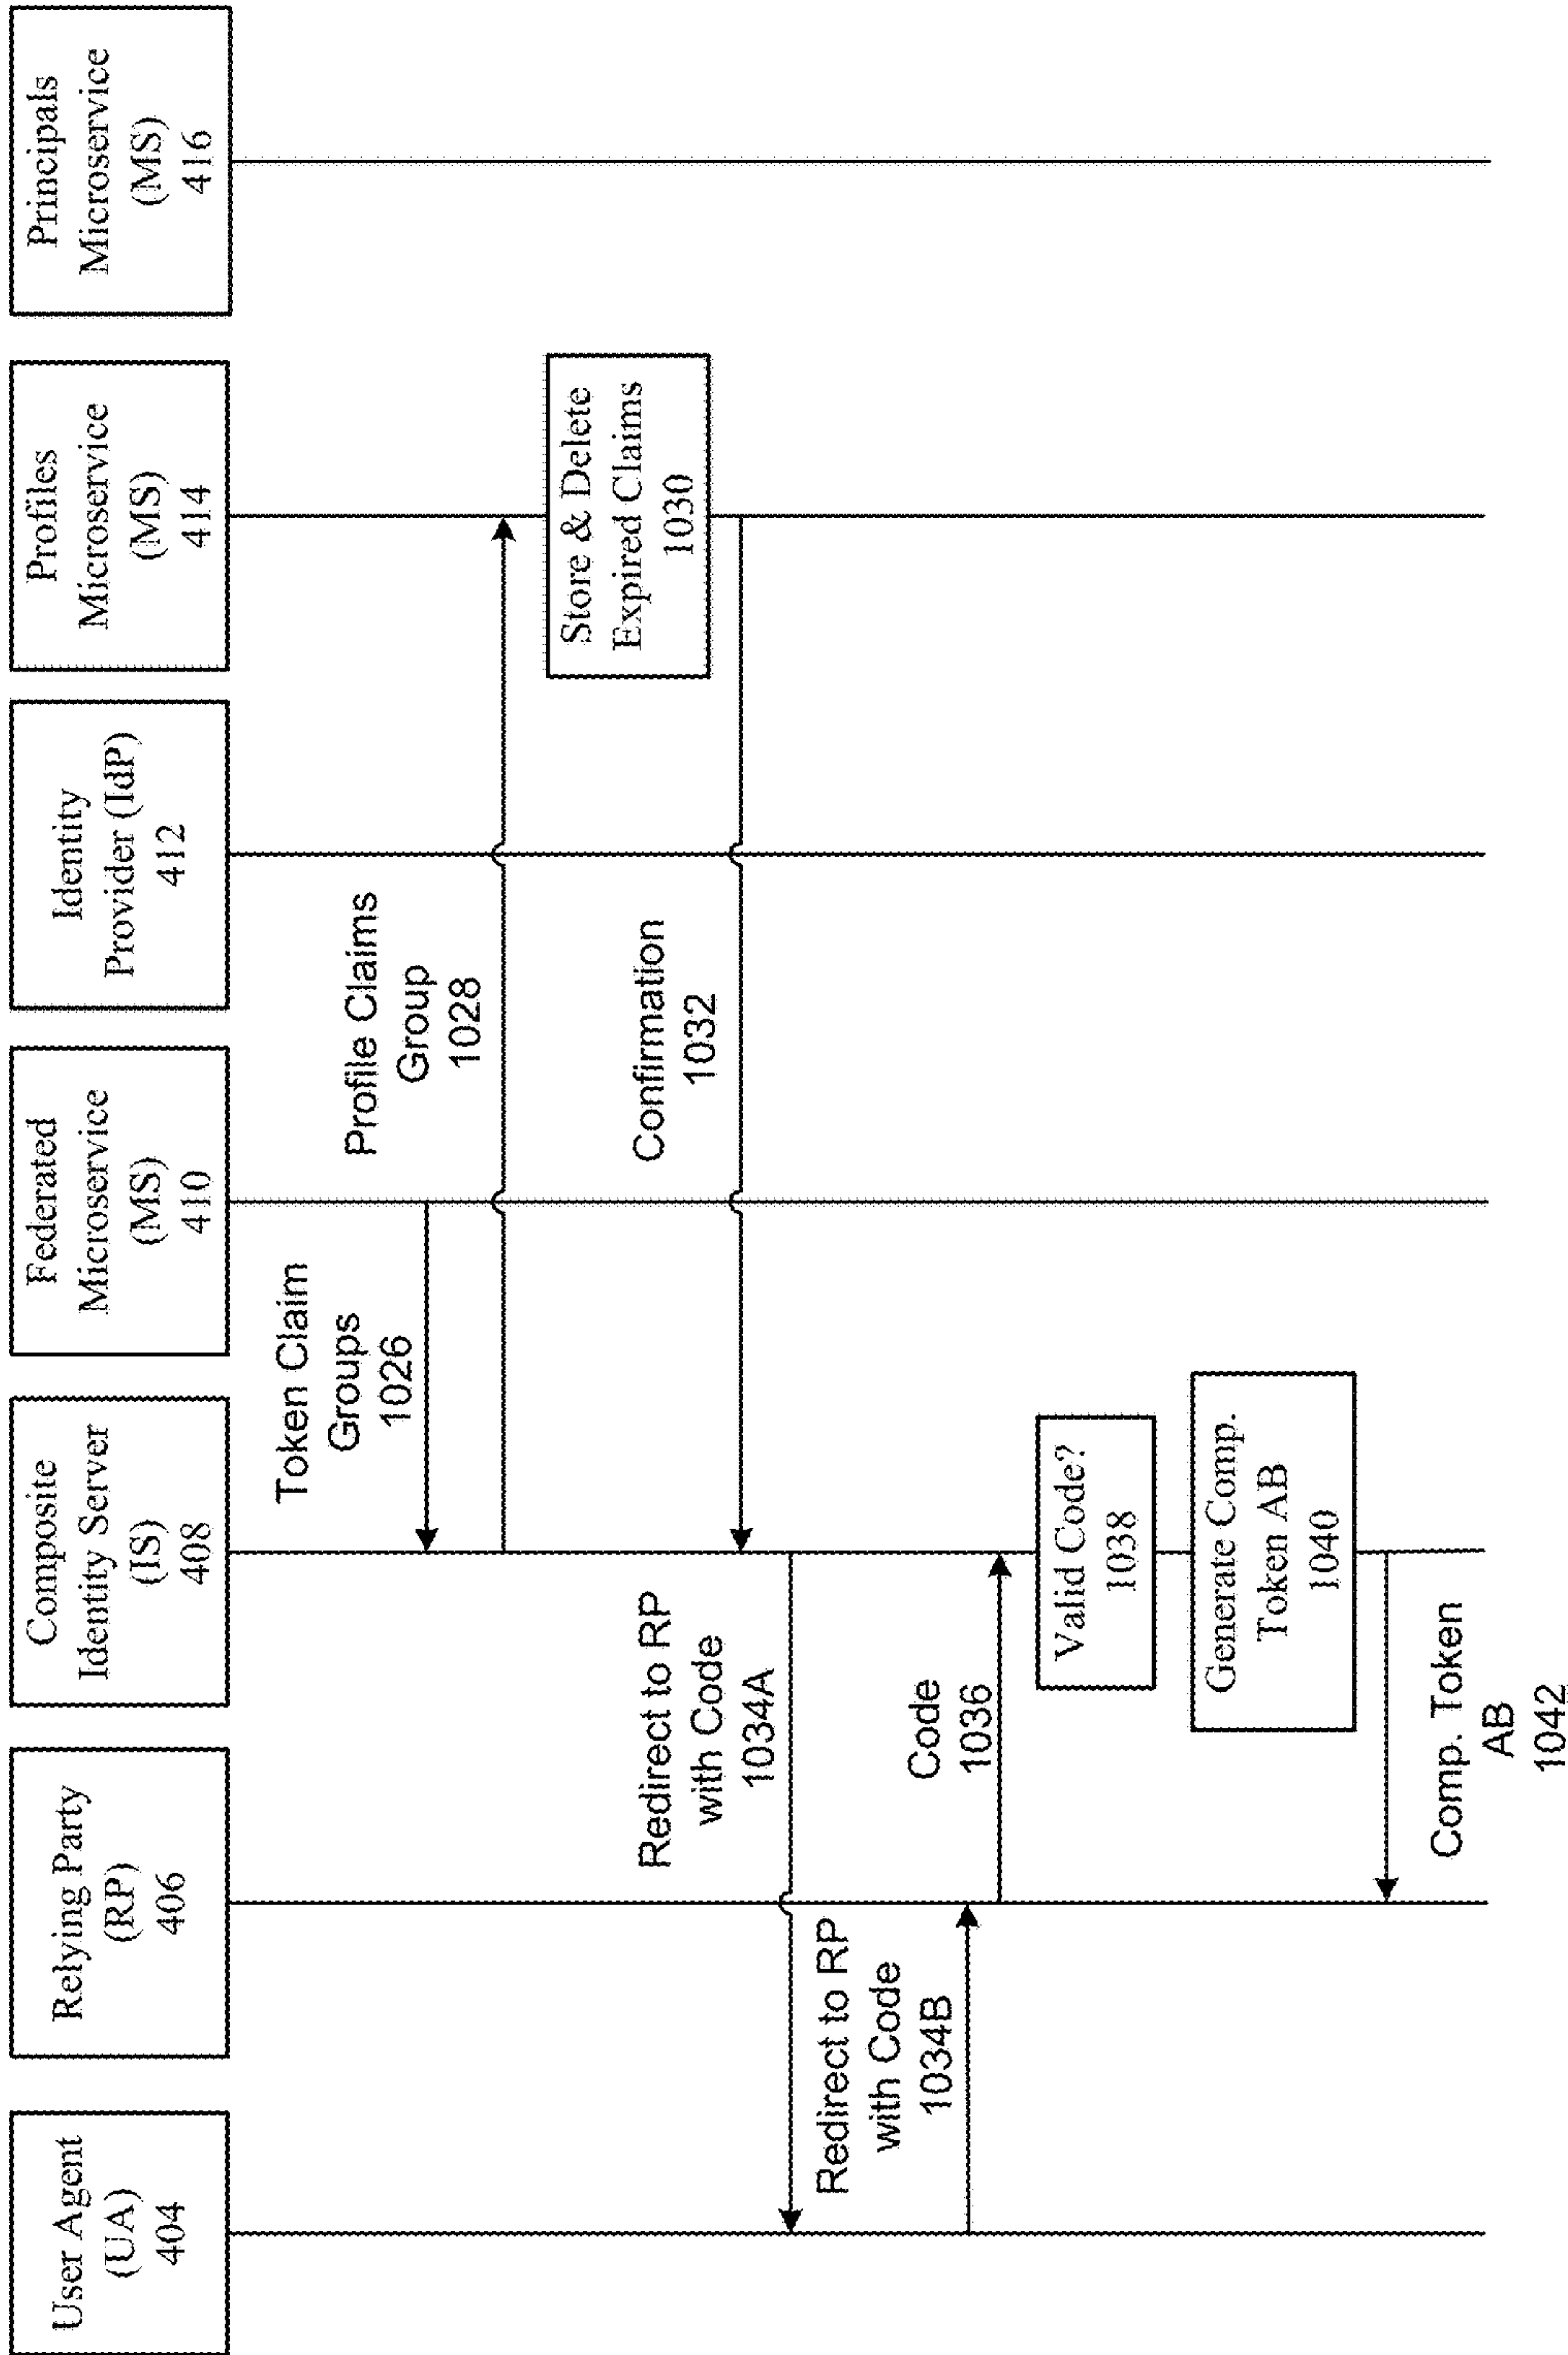 User Agent
(UA)
404
Relying Party
(RP)
406
Composite
Identity Server
(IS)
408
Federated
Microservice
(MS)
410
Identity
Provider (IdP)
412
Profiles
Microservice
(MS)
414
Principals
Microservice
(MS)
416
Token Claim
Groups
1026
Profile Claims
Group
1028
Store & Delete
Expired Claims
1030
Confirmation
1032
Redirect to RP
with Code
1034A
Redirect to RP
with Code
1034B
Code
1036
Valid Code?
1038
Generate Comp.
Token AB
1040
Comp. Token
AB
1042